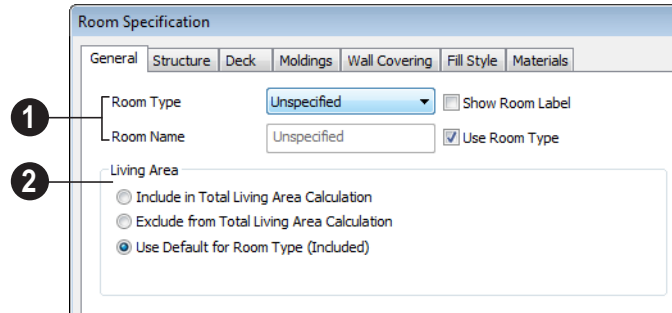 Room Specification
General Structure Deck Moldings Wall Covering Fill Style Materials
1
Room Type Unspecified Show Room Label
Room Name Unspecified Use Room Type
2
Living Area
Include in Total Living Area Calculation
Exclude from Total Living Area Calculation
Use Default for Room Type (Included)